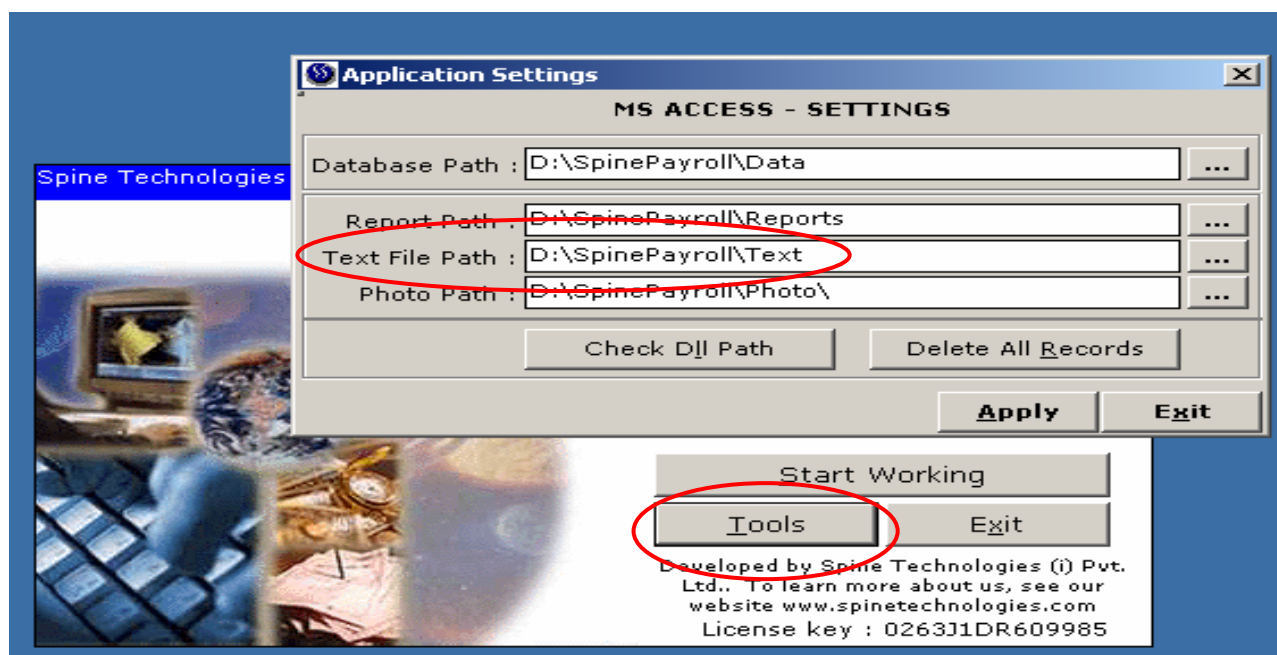 Application Settings
MS ACCESS - SETTINGS
Database Path : D:\SpinePayroll\Data ...
Report Path : D:\SpinePayroll\Reports ...
Text File Path : D:\SpinePayroll\Text ...
Photo Path : D:\SpinePayroll\Photo\ ...
Check Dll Path Delete All Records
Apply Exit
Spine Technologies
Start Working
Tools Exit
Developed by Spine Technologies (i) Pvt.
Ltd.. To learn more about us, see our
website www.spinetechnologies.com
License key : 0263J1DR609985